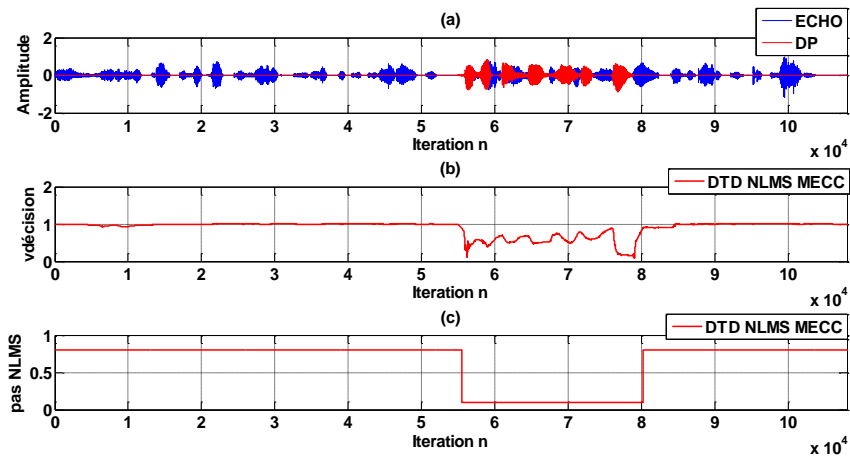 (a)
ECHO
DP
Amplitude
2
0
-2
0 1 2 3 4 5 6 7 8 9 10
Iteration n
x 10^4
(b)
DTD NLMS MECC
vdécision
2
1
0
0 1 2 3 4 5 6 7 8 9 10
Iteration n
x 10^4
(c)
DTD NLMS MECC
pas NLMS
1
0.5
0
0 1 2 3 4 5 6 7 8 9 10
Iteration n
x 10^4